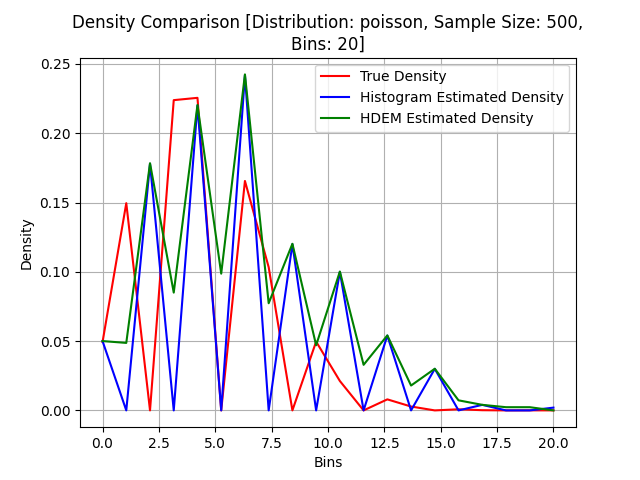 Density Comparison [Distribution: poisson, Sample Size: 500,
Bins: 20]
True Density
Histogram Estimated Density
HDEM Estimated Density
Density
0.25
0.20
0.15
0.10
0.05
0.00
0.0 2.5 5.0 7.5 10.0 12.5 15.0 17.5 20.0
Bins